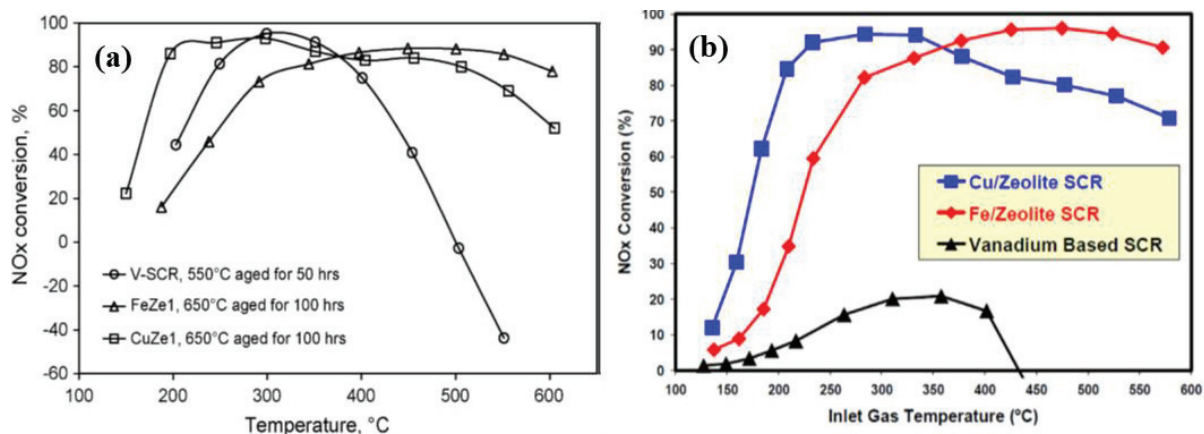 (a)
NOx conversion, %
100
80
60
40
20
0
-20
-40
-60
V-SCR, 550°C aged for 50 hrs
FeZe1, 650°C aged for 100 hrs
CuZe1, 650°C aged for 100 hrs
100 200 300 400 500 600
Temperature, °C
(b)
NOx Conversion (%)
100
90
80
70
60
50
40
30
20
10
0
Cu/Zeolite SCR
Fe/Zeolite SCR
Vanadium Based SCR
100 150 200 250 300 350 400 450 500 550 600
Inlet Gas Temperature (°C)